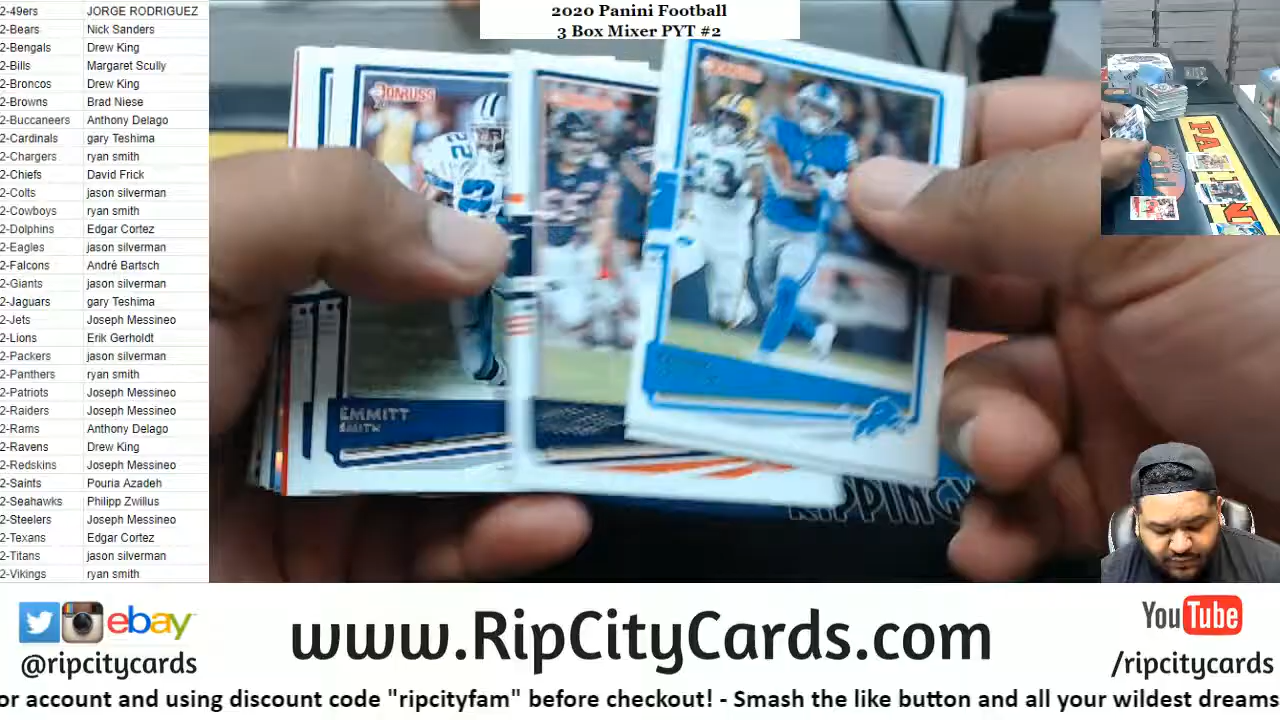 2020 Panini Football
3 Box Mixer PYT #2
2-49ers JORGE RODRIGUEZ
2-Bears Nick Sanders
2-Bengals Drew King
2-Bills Margaret Scully
2-Broncos Drew King
2-Browns Brad Niese
2-Buccaneers Anthony Delago
2-Cardinals gary Teshima
2-Chargers ryan smith
2-Chiefs David Frick
2-Colts jason silverman
2-Cowboys ryan smith
2-Dolphins Edgar Cortez
2-Eagles jason silverman
2-Falcons André Bartsch
2-Giants jason silverman
2-Jaguars gary Teshima
2-Jets Joseph Messineo
2-Lions Erik Gerholdt
2-Packers jason silverman
2-Panthers ryan smith
2-Patriots Joseph Messineo
2-Raiders Joseph Messineo
2-Rams Anthony Delago
2-Ravens Drew King
2-Redskins Joseph Messineo
2-Saints Pouria Azadeh
2-Seahawks Philipp Zwillus
2-Steelers Joseph Messineo
2-Texans Edgar Cortez
2-Titans jason silverman
2-Vikings ryan smith
DONRUSS
22
EMMITT
SMITH
RIPPING
ebay
@ripcitycards
www.RipCityCards.com
YouTube
/ripcitycards
or account and using discount code "ripcityfam" before checkout! - Smash the like button and all your wildest dreams